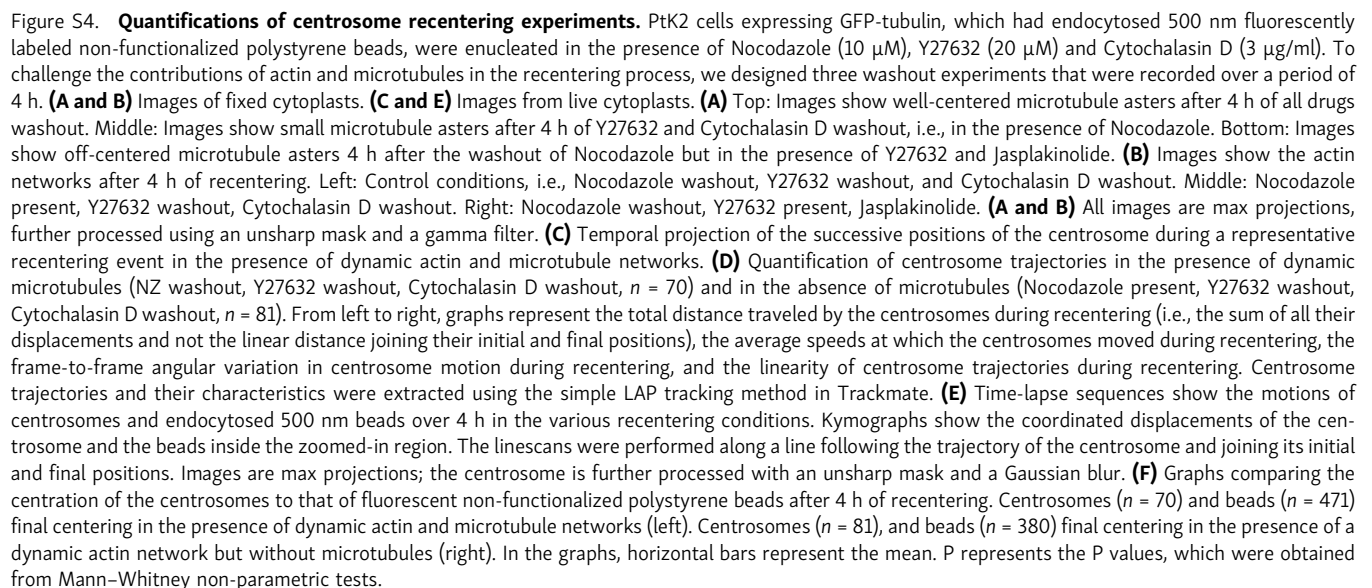 Figure S4. Quantifications of centrosome recentering experiments. PtK2 cells expressing GFP-tubulin, which had endocytosed 500 nm fluorescently
labeled non-functionalized polystyrene beads, were enucleated in the presence of Nocodazole (10 µM), Y27632 (20 µM) and Cytochalasin D (3 µg/ml). To
challenge the contributions of actin and microtubules in the recentering process, we designed three washout experiments that were recorded over a period of
4 h. (A and B) Images of fixed cytoplasts. (C and E) Images from live cytoplasts. (A) Top: Images show well-centered microtubule asters after 4 h of all drugs
washout. Middle: Images show small microtubule asters after 4 h of Y27632 and Cytochalasin D washout, i.e., in the presence of Nocodazole. Bottom: Images
show off-centered microtubule asters 4 h after the washout of Nocodazole but in the presence of Y27632 and Jasplakinolide. (B) Images show the actin
networks after 4 h of recentering. Left: Control conditions, i.e., Nocodazole washout, Y27632 washout, and Cytochalasin D washout. Middle: Nocodazole
present, Y27632 washout, Cytochalasin D washout. Right: Nocodazole washout, Y27632 present, Jasplakinolide. (A and B) All images are max projections,
further processed using an unsharp mask and a gamma filter. (C) Temporal projection of the successive positions of the centrosome during a representative
recentering event in the presence of dynamic actin and microtubule networks. (D) Quantification of centrosome trajectories in the presence of dynamic
microtubules (NZ washout, Y27632 washout, Cytochalasin D washout, n = 70) and in the absence of microtubules (Nocodazole present, Y27632 washout,
Cytochalasin D washout, n = 81). From left to right, graphs represent the total distance traveled by the centrosomes during recentering (i.e., the sum of all their
displacements and not the linear distance joining their initial and final positions), the average speeds at which the centrosomes moved during recentering, the
frame-to-frame angular variation in centrosome motion during recentering, and the linearity of centrosome trajectories during recentering. Centrosome
trajectories and their characteristics were extracted using the simple LAP tracking method in Trackmate. (E) Time-lapse sequences show the motions of
centrosomes and endocytosed 500 nm beads over 4 h in the various recentering conditions. Kymographs show the coordinated displacements of the cen-
trosome and the beads inside the zoomed-in region. The linescans were performed along a line following the trajectory of the centrosome and joining its initial
and final positions. Images are max projections; the centrosome is further processed with an unsharp mask and a Gaussian blur. (F) Graphs comparing the
centration of the centrosomes to that of fluorescent non-functionalized polystyrene beads after 4 h of recentering. Centrosomes (n = 70) and beads (n = 471)
final centering in the presence of dynamic actin and microtubule networks (left). Centrosomes (n = 81), and beads (n = 380) final centering in the presence of a
dynamic actin network but without microtubules (right). In the graphs, horizontal bars represent the mean. P represents the P values, which were obtained
from Mann–Whitney non-parametric tests.